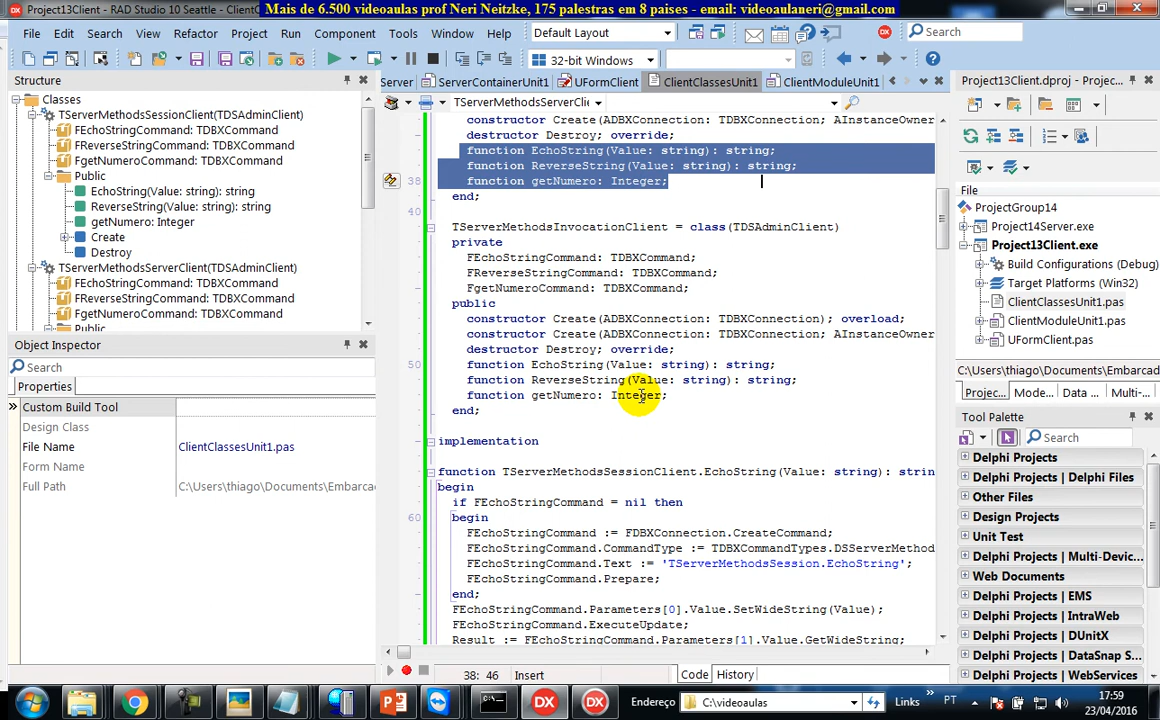 Project13Client - RAD Studio 10 Seattle - ClientC
Mais de 6.500 videoaulas prof Neri Neitzke, 175 palestras em 8 paises - email: videoaulaneri@gmail.com
File Edit Search View Refactor Project Run Component Tools Window Help
Default Layout
Search
32-bit Windows
Structure
Classes
TServerMethodsSessionClient(TDSAdminClient)
FEchoStringCommand: TDBXCommand
FReverseStringCommand: TDBXCommand
FgetNumeroCommand: TDBXCommand
Public
EchoString(Value: string): string
ReverseString(Value: string): string
getNumero: Integer
Create
Destroy
TServerMethodsServerClient(TDSAdminClient)
FEchoStringCommand: TDBXCommand
FReverseStringCommand: TDBXCommand
FgetNumeroCommand: TDBXCommand
Public
Object Inspector
Search
Properties
Custom Build Tool
Design Class
File Name ClientClassesUnit1.pas
Form Name
Full Path C:\Users\thiago\Documents\Embarcad
Server ServerContainerUnit1 UFormClient ClientClassesUnit1 ClientModuleUnit1
TServerMethodsServerCli
constructor Create(ADBXConnection: TDBXConnection; AInstanceOwner
destructor Destroy; override;
function EchoString(Value: string): string;
function ReverseString(Value: string): string;
38 function getNumero: Integer;
end;
40
TServerMethodsInvocationClient = class(TDSAdminClient)
private
FEchoStringCommand: TDBXCommand;
FReverseStringCommand: TDBXCommand;
FgetNumeroCommand: TDBXCommand;
public
constructor Create(ADBXConnection: TDBXConnection); overload;
constructor Create(ADBXConnection: TDBXConnection; AInstanceOwner
destructor Destroy; override;
50 function EchoString(Value: string): string;
function ReverseString(Value: string): string;
function getNumero: Integer;
end;
implementation
function TServerMethodsSessionClient.EchoString(Value: string): strin
begin
if FEchoStringCommand = nil then
60 begin
FEchoStringCommand := FDBXConnection.CreateCommand;
FEchoStringCommand.CommandType := TDBXCommandTypes.DSServerMethod
FEchoStringCommand.Text := 'TServerMethodsSession.EchoString';
FEchoStringCommand.Prepare;
end;
FEchoStringCommand.Parameters[0].Value.SetWideString(Value);
FEchoStringCommand.ExecuteUpdate;
Result := FEchoStringCommand.Parameters[1].Value.GetWideString;
38: 46 Insert Code History
Project13Client.dproj - Projec...
File
ProjectGroup14
Project14Server.exe
Project13Client.exe
Build Configurations (Debug)
Target Platforms (Win32)
ClientClassesUnit1.pas
ClientModuleUnit1.pas
UFormClient.pas
C:\Users\thiago\Documents\Embarcad
Projec... Mode... Data ... Multi-...
Tool Palette
Search
Delphi Projects
Delphi Projects | Delphi Files
Other Files
Design Projects
Unit Test
Delphi Projects | Multi-Devic...
Web Documents
Delphi Projects | EMS
Delphi Projects | IntraWeb
Delphi Projects | DUnitX
Delphi Projects | DataSnap S...
Delphi Projects | WebServices
Endereço C:\videoaulas Links » PT 17:59
23/04/2016